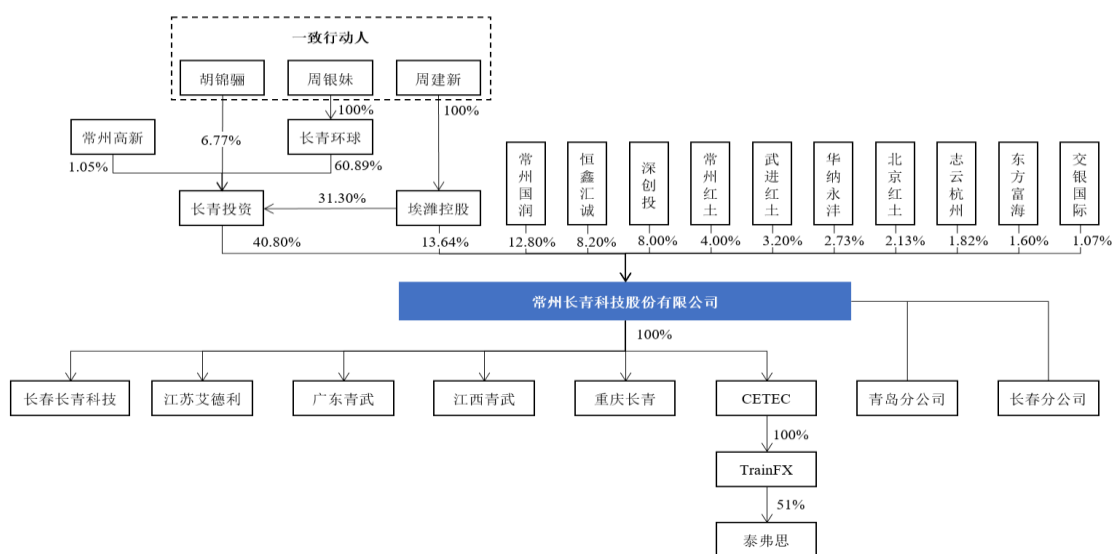 一致行动人
胡锦骊
周银妹
周建新
100%
100%
常州高新
6.77%
长青环球
1.05%
60.89%
长青投资
31.30%
埃潍控股
常州国润
恒鑫汇诚
深创投
常州红土
武进红土
华纳永沣
北京红土
志云杭州
东方富海
交银国际
40.80%
13.64%
12.80%
8.20%
8.00%
4.00%
3.20%
2.73%
2.13%
1.82%
1.60%
1.07%
常州长青科技股份有限公司
100%
长春长青科技
江苏艾德利
广东青武
江西青武
重庆长青
CETEC
青岛分公司
长春分公司
100%
TrainFX
51%
泰弗思